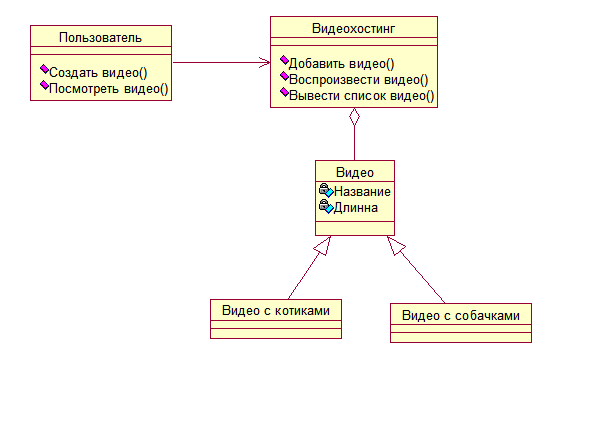 Пользователь
Создать видео()
Посмотреть видео()
Видеохостинг
Добавить видео()
Воспроизвести видео()
Вывести список видео()
Видео
Название
Длинна
Видео с котиками
Видео с собачками